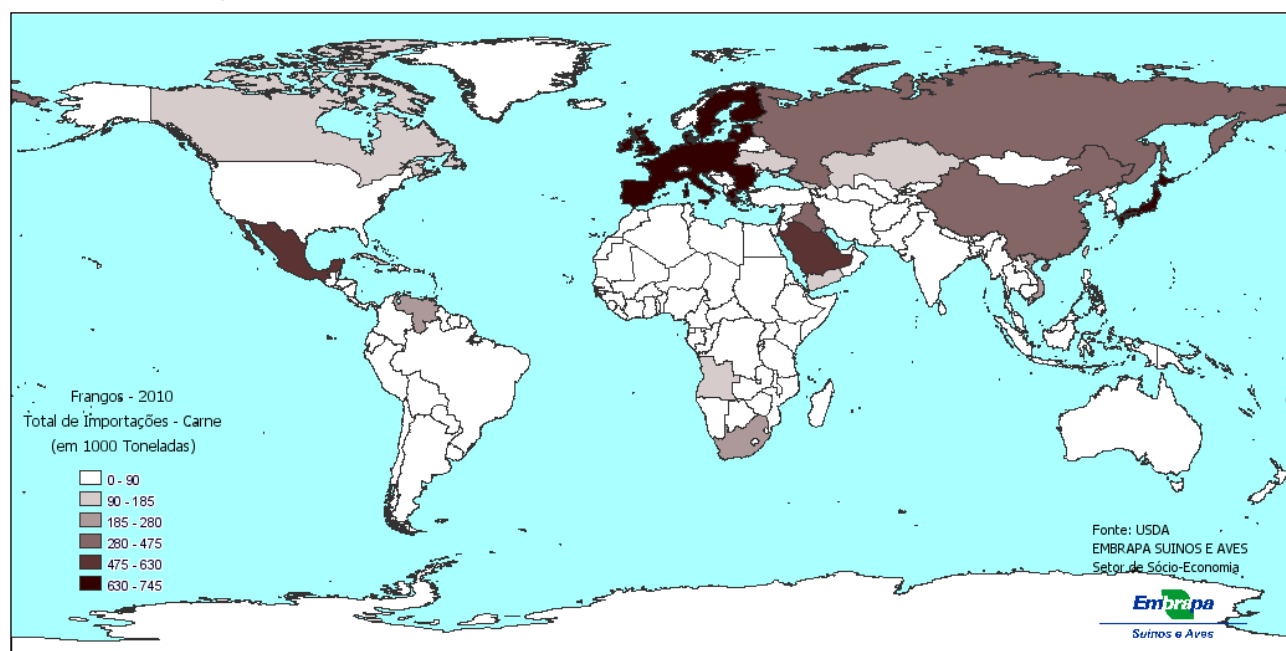 Frangos - 2010
Total de Importações - Carne
(em 1000 Toneladas)
0 - 90
90 - 185
185 - 280
280 - 475
475 - 630
630 - 745
Fonte: USDA
EMBRAPA SUINOS E AVES
Setor de Sócio-Economia
Embrapa
Suínos e Aves